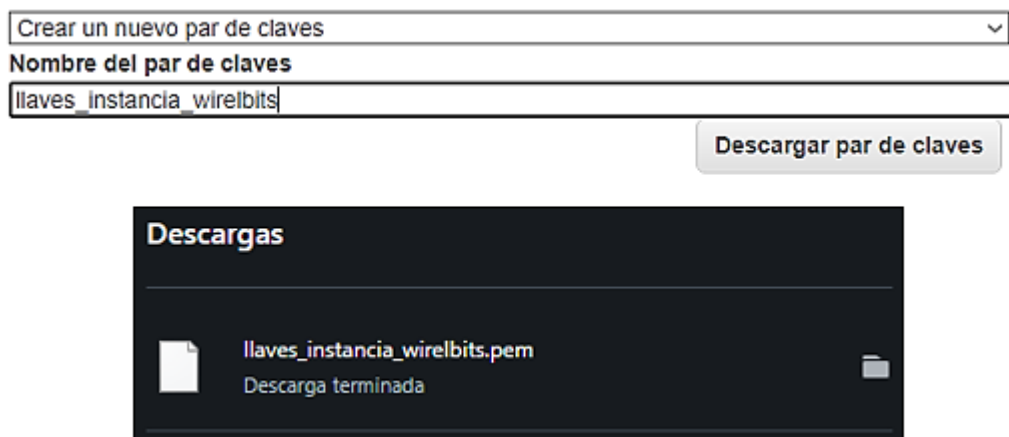 Crear un nuevo par de claves
Nombre del par de claves
llaves_instancia_wirelbits
Descargar par de claves
Descargas
llaves_instancia_wirelbits.pem
Descarga terminada